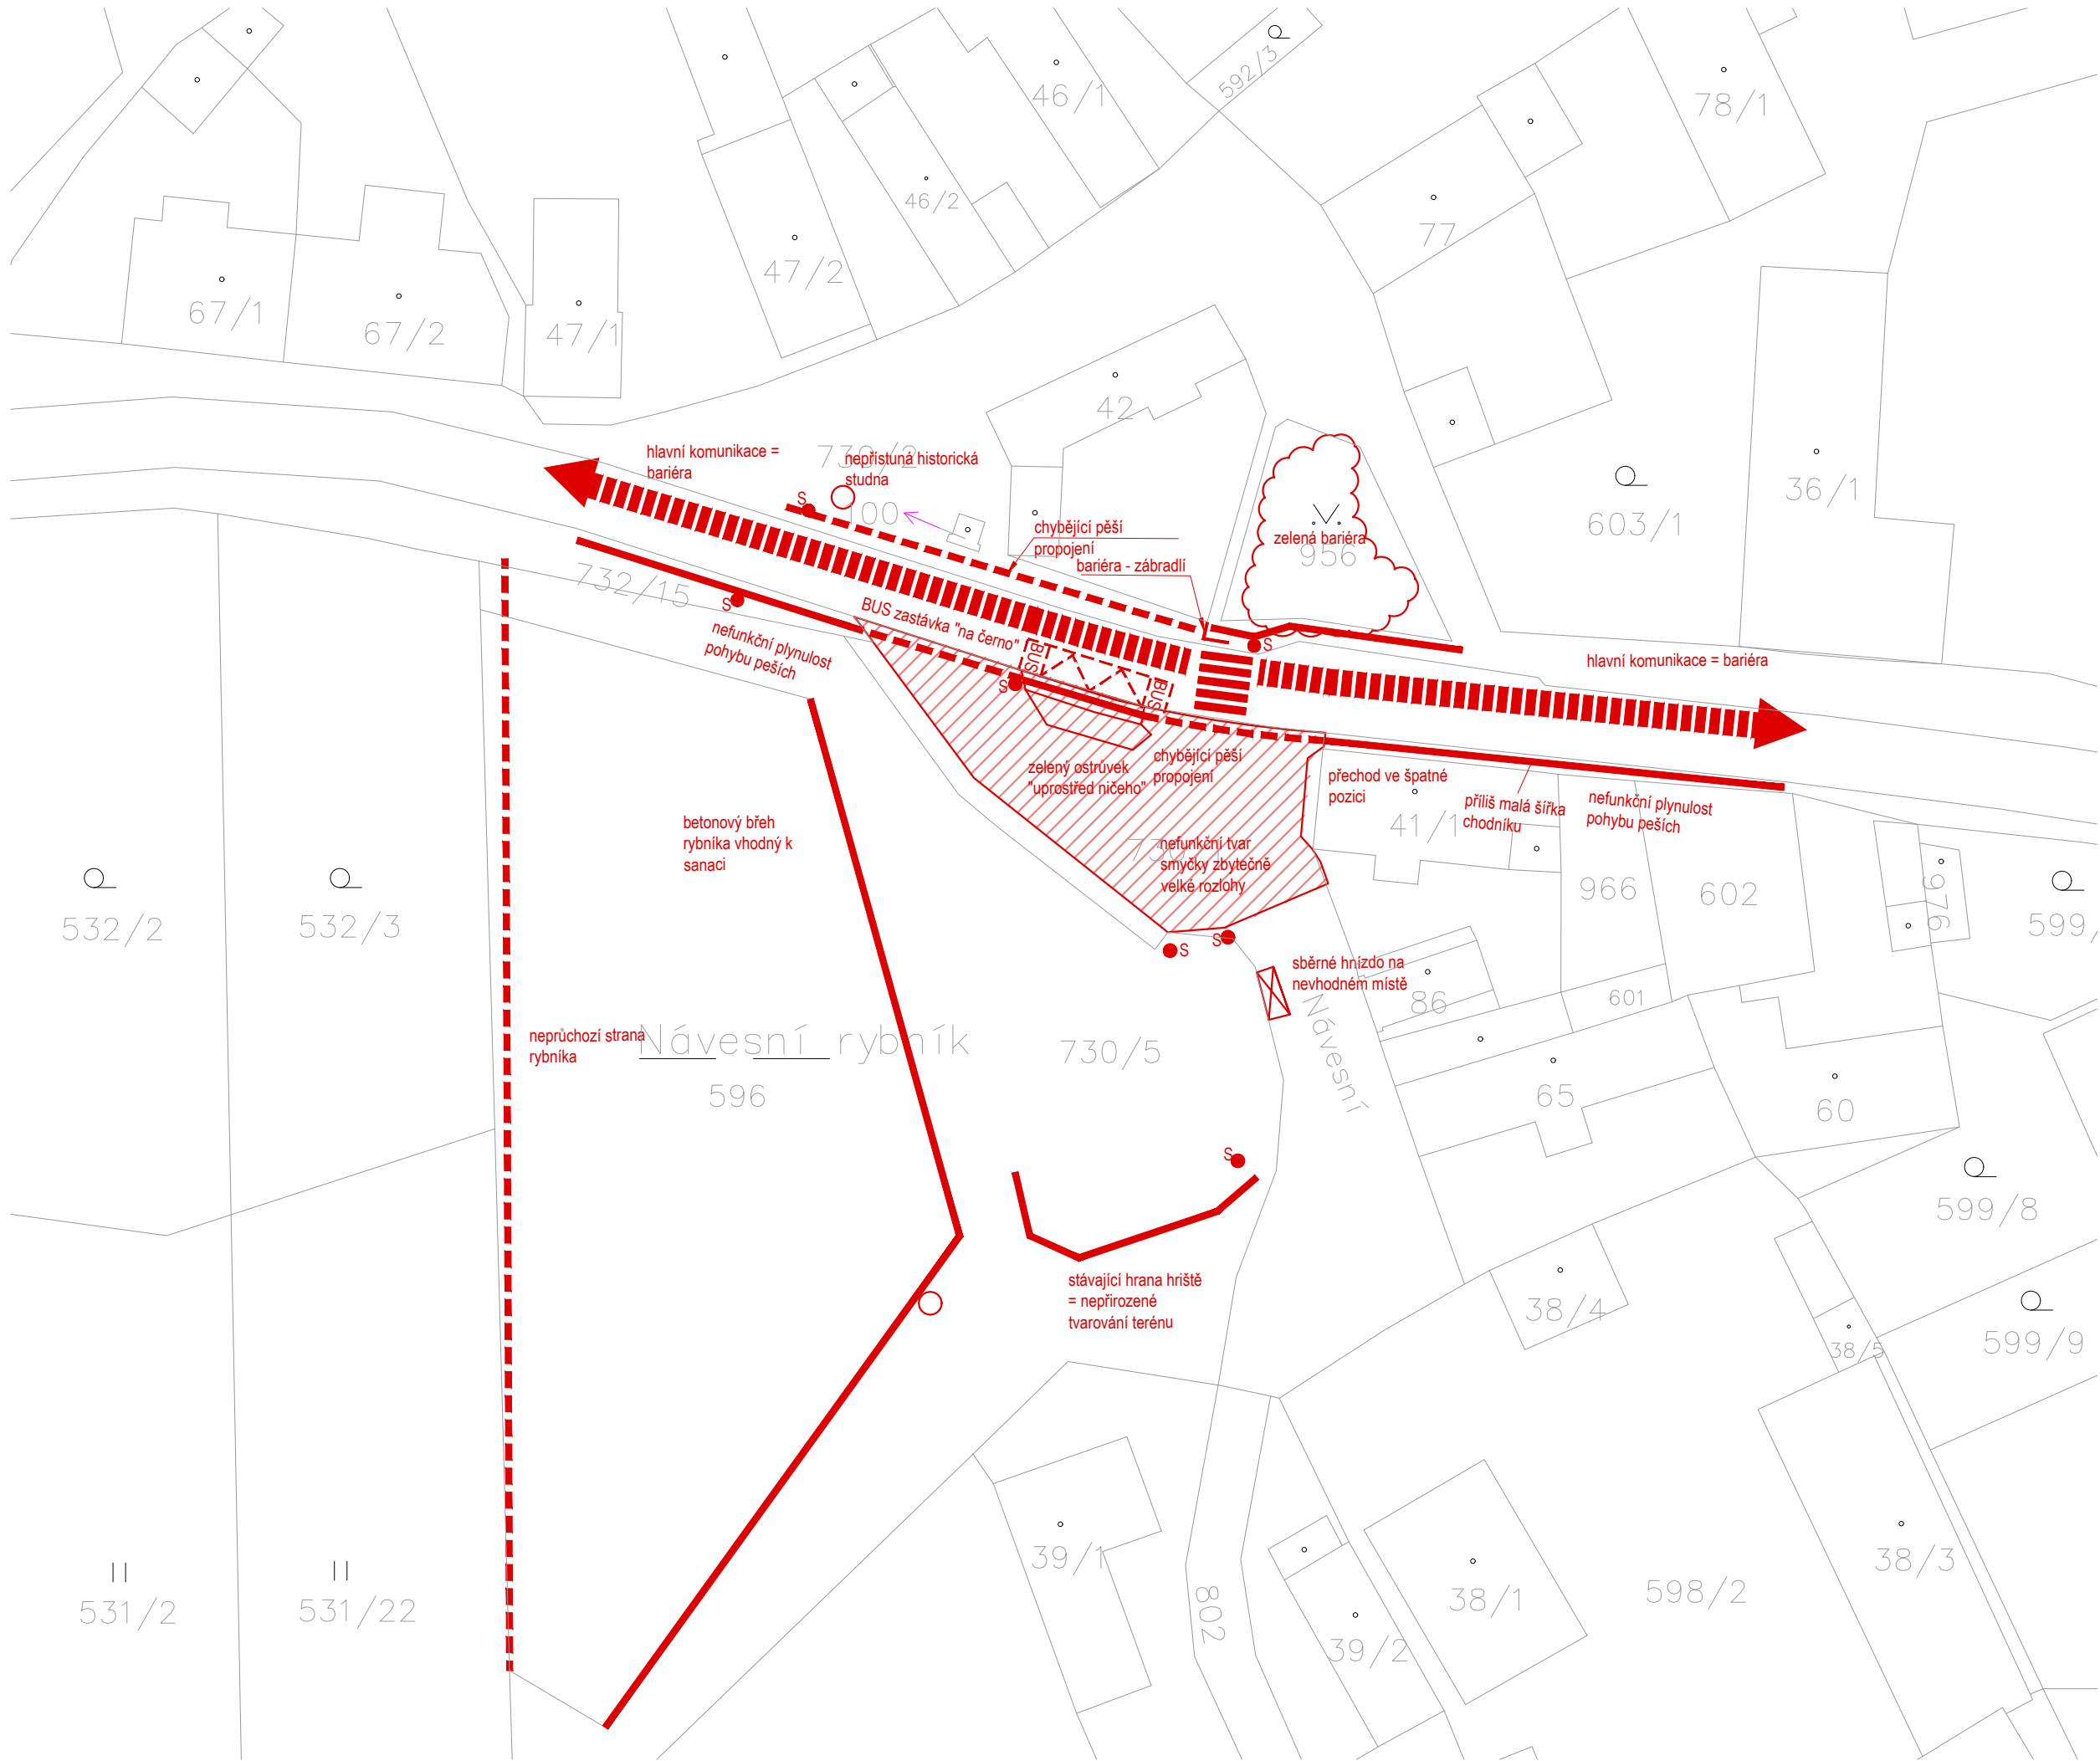 592/3
46/1
78/1
46/2
77
47/2
67/1
67/2
47/1
42
hlavní komunikace =
bariéra
nepřístuná historická
studna
S
100
36/1
603/1
chybějící pěší
propojení
zelená bariéra
956
bariéra - zábradlí
732/15
S
BUS zastávka "na černo"
nefunkční plynulost
pohybu peších
S
BUS
BUS
S
hlavní komunikace = bariéra
zelený ostrůvek
"uprostřed ničeho"
chybějící pěší
propojení
přechod ve špatné
pozici
41/1
příliš malá šířka
chodníku
nefunkční plynulost
pohybu peších
betonový břeh
rybníka vhodný k
sanaci
nefunkční tvar
smyčky zbytečně
velké rozlohy
966
602
976
532/2
532/3
S
S
sběrné hnízdo na
nevhodném místě
86
601
Návesní
neprůchozí strana
rybníka
Návesní rybník
596
730/5
65
60
S
599/8
stávající hrana hriště
= nepřirozené
tvarování terénu
38/4
38/5
599/9
39/1
38/3
531/2
531/22
802
38/1
598/2
39/2